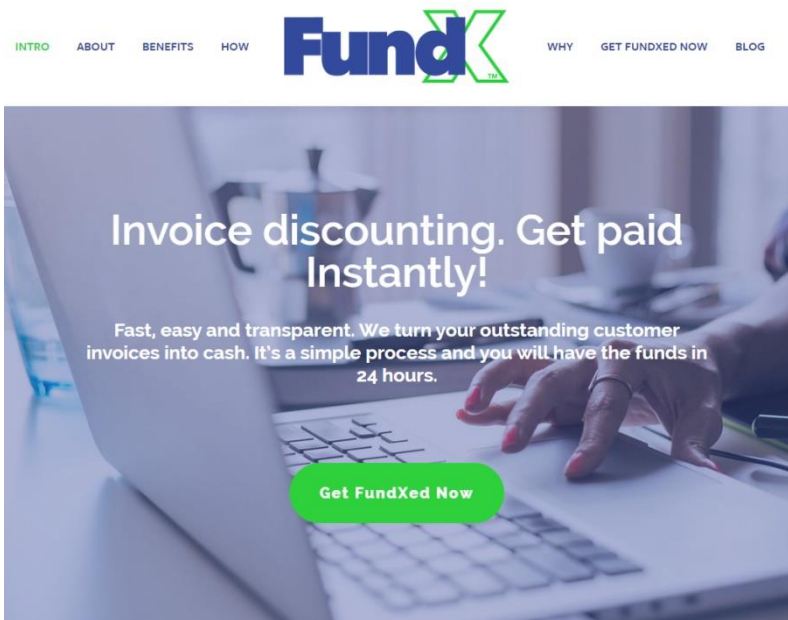 INTRO ABOUT BENEFITS HOW FundX™ WHY GET FUNDXED NOW BLOG
Invoice discounting. Get paid
Instantly!
Fast, easy and transparent. We turn your outstanding customer
invoices into cash. It's a simple process and you will have the funds in
24 hours.
Get FundXed Now